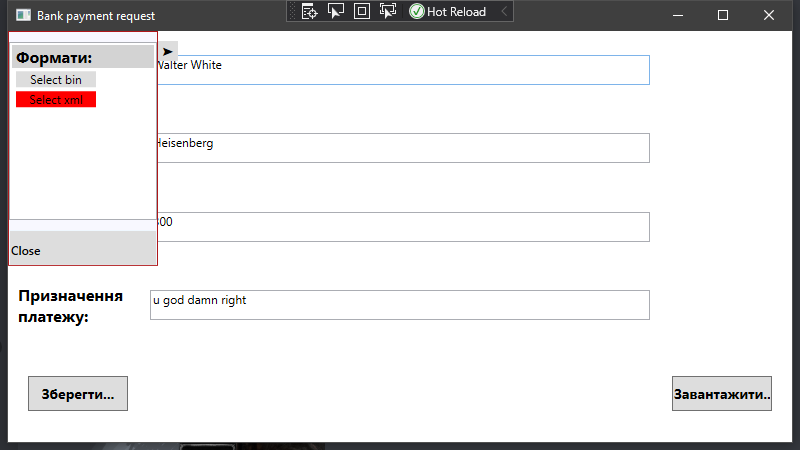 Bank payment request
Hot Reload
Формати:
➤
Select bin
Select xml
Close
Walter White
Heisenberg
300
Призначення
платежу:
u god damn right
Зберегти...
Завантажити..